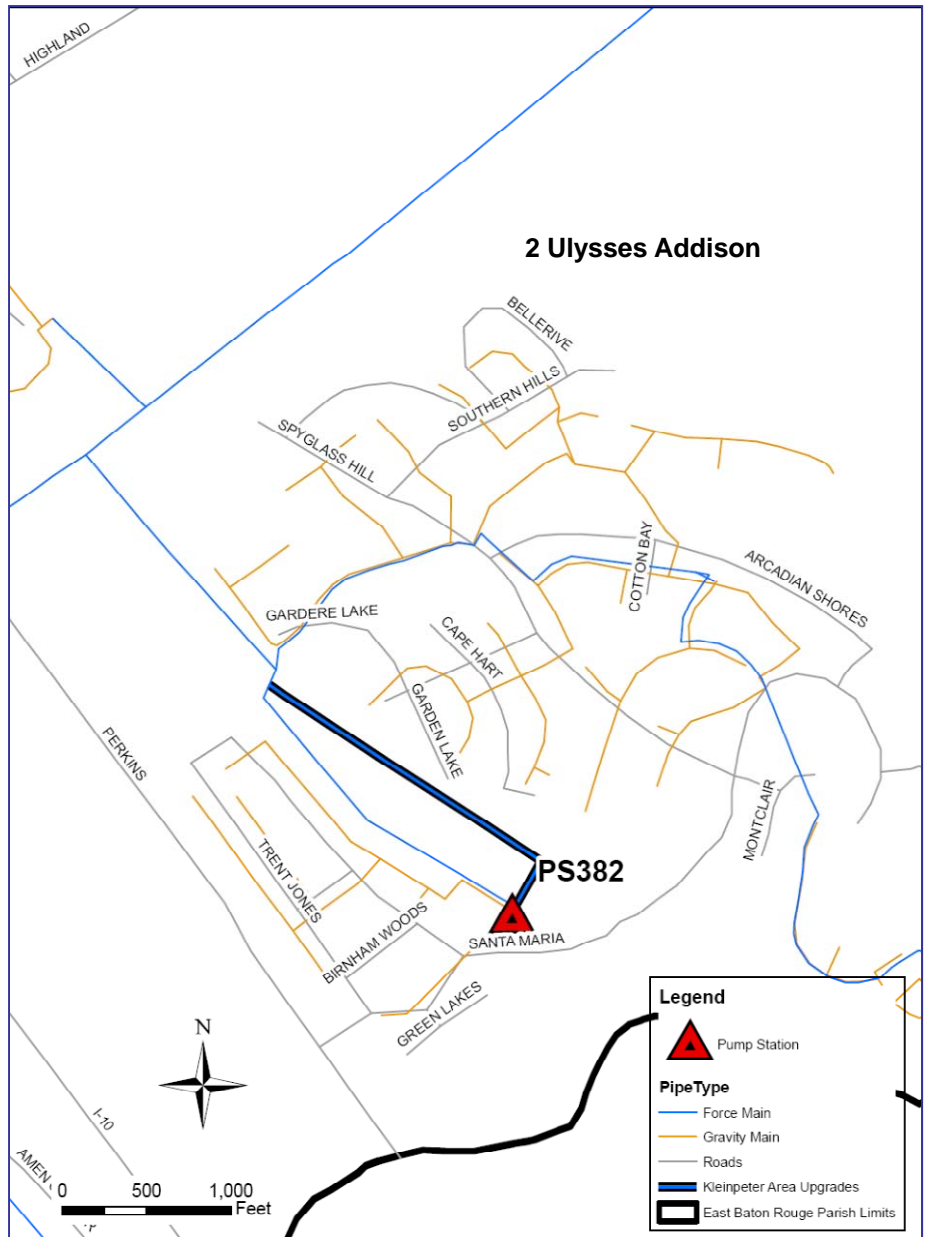 HIGHLAND
2 Ulysses Addison
BELLERIVE
SOUTHERN HILLS
SPYGLASS HILL
COTTON BAY
ARCADIAN SHORES
GARDERE LAKE
CAPE HART
GARDEN LAKE
PERKINS
MONTCLAIR
TRENT JONES
PS382
BIRNHAM WOODS
SANTA MARIA
GREEN LAKES
N
I-10
AMEN
0 500 1,000
Feet
Legend
Pump Station
PipeType
Force Main
Gravity Main
Roads
Kleinpeter Area Upgrades
East Baton Rouge Parish Limits